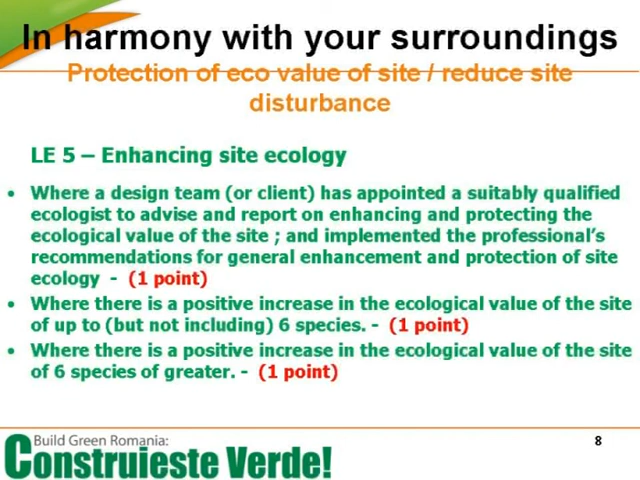 In harmony with your surroundings
Protection of eco value of site / reduce site
disturbance
LE 5 – Enhancing site ecology
• Where a design team (or client) has appointed a suitably qualified
ecologist to advise and report on enhancing and protecting the
ecological value of the site ; and implemented the professional's
recommendations for general enhancement and protection of site
ecology - (1 point)
• Where there is a positive increase in the ecological value of the site
of up to (but not including) 6 species. - (1 point)
• Where there is a positive increase in the ecological value of the site
of 6 species of greater. - (1 point)
Build Green Romania:
Construieste Verde!
8